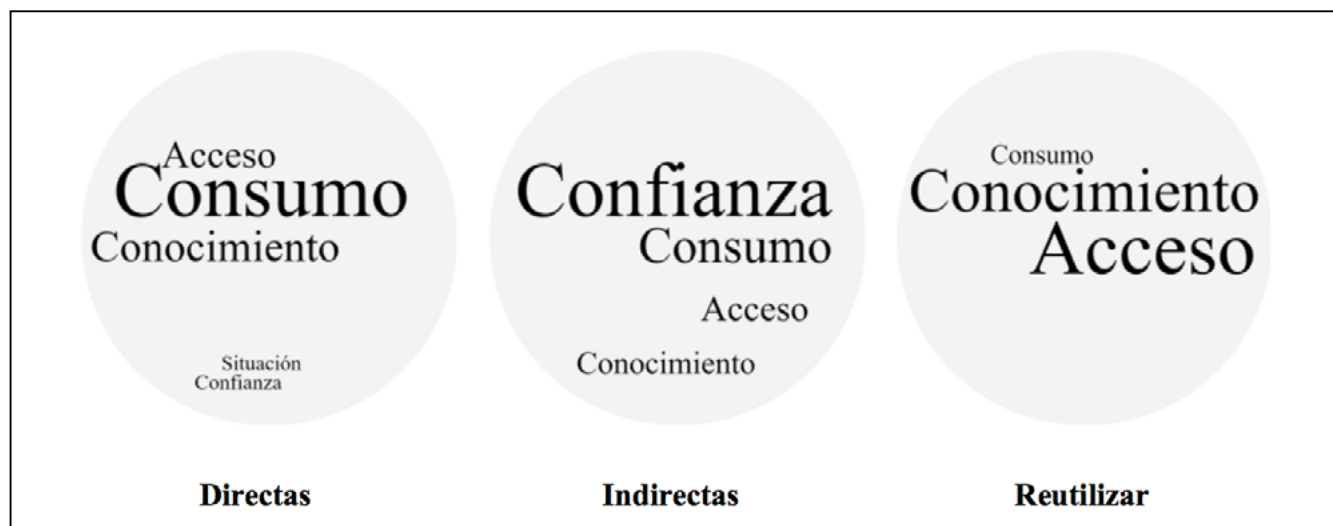 Acceso
Consumo
Conocimiento
Situación
Confianza
Directas
Confianza
Consumo
Acceso
Conocimiento
Indirectas
Consumo
Conocimiento
Acceso
Reutilizar